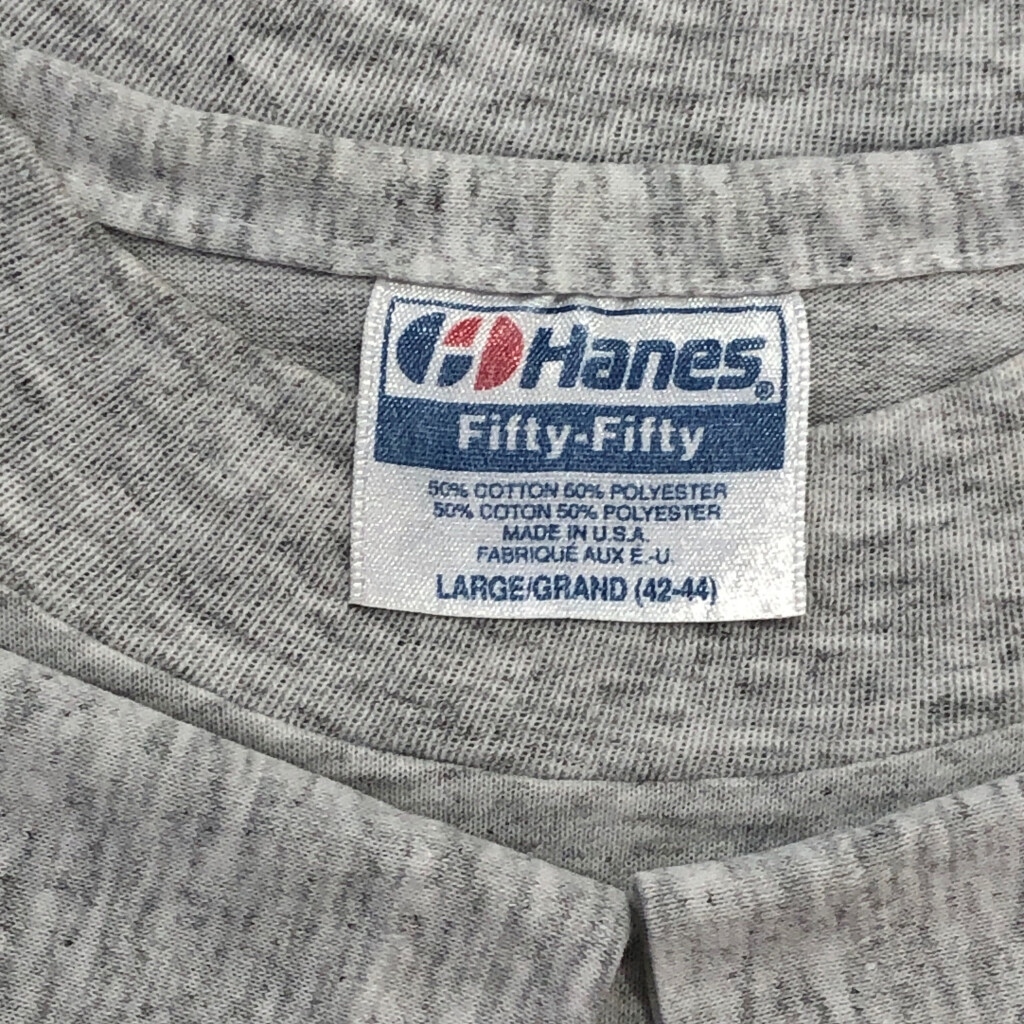 Hanes®
Fifty-Fifty
50% COTTON 50% POLYESTER
50% COTON 50% POLYESTER
MADE IN U.S.A.
FABRIQUÉ AUX É.-U.
LARGE/GRAND (42-44)